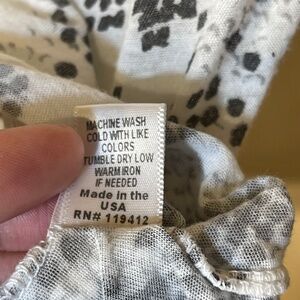 MACHINE WASH
COLD WITH LIKE
COLORS
TUMBLE DRY LOW
WARM IRON
IF NEEDED
Made in the
USA
RN# 119412